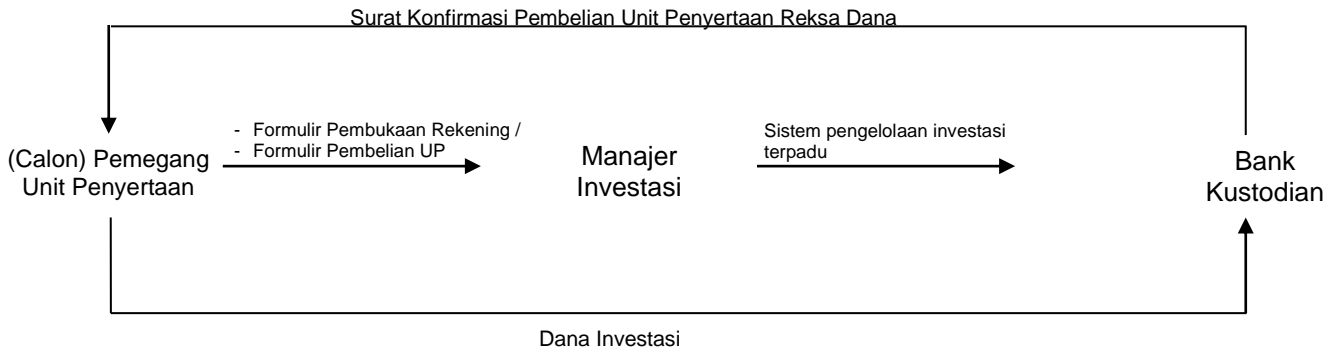 Surat Konfirmasi Pembelian Unit Penyertaan Reksa Dana
(Calon) Pemegang
Unit Penyertaan
- Formulir Pembukaan Rekening /
- Formulir Pembelian UP
Manajer
Investasi
Sistem pengelolaan investasi
terpadu
Bank
Kustodian
Dana Investasi